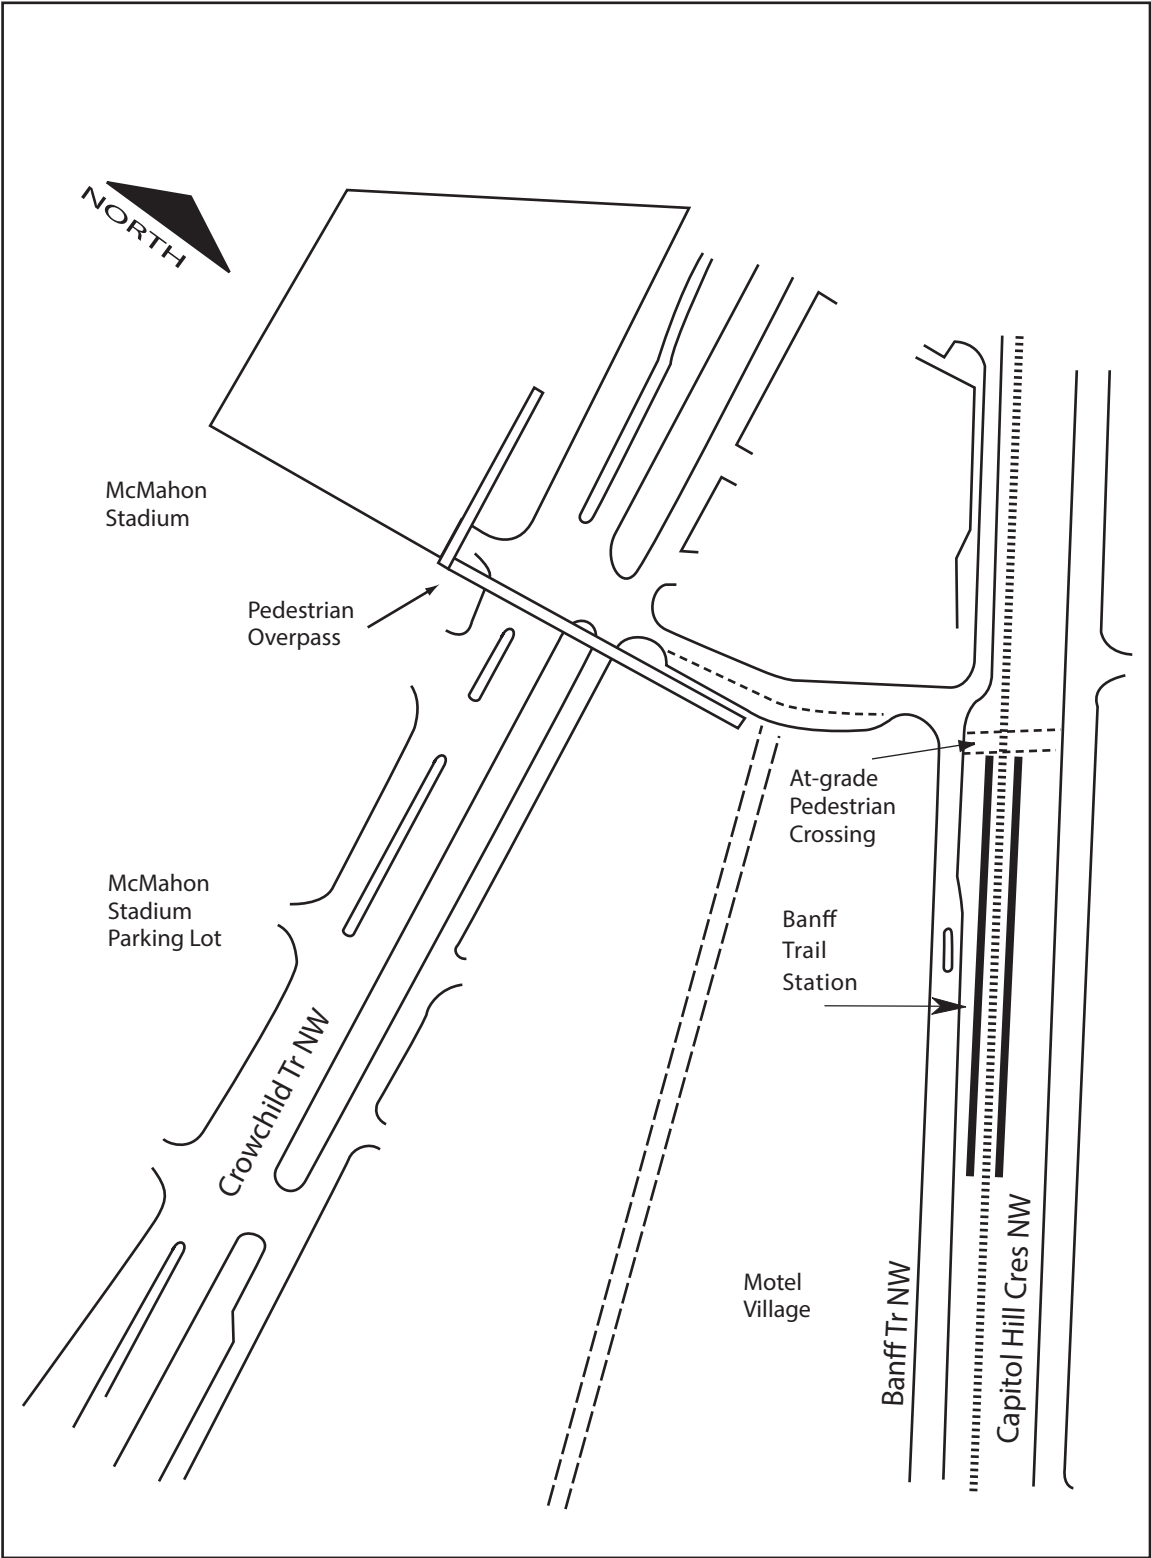 NORTH
McMahon
Stadium
Pedestrian
Overpass
At-grade
Pedestrian
Crossing
McMahon
Stadium
Parking Lot
Banff
Trail
Station
Crowchild Tr NW
Motel
Village
Banff Tr NW
Capitol Hill Cres NW